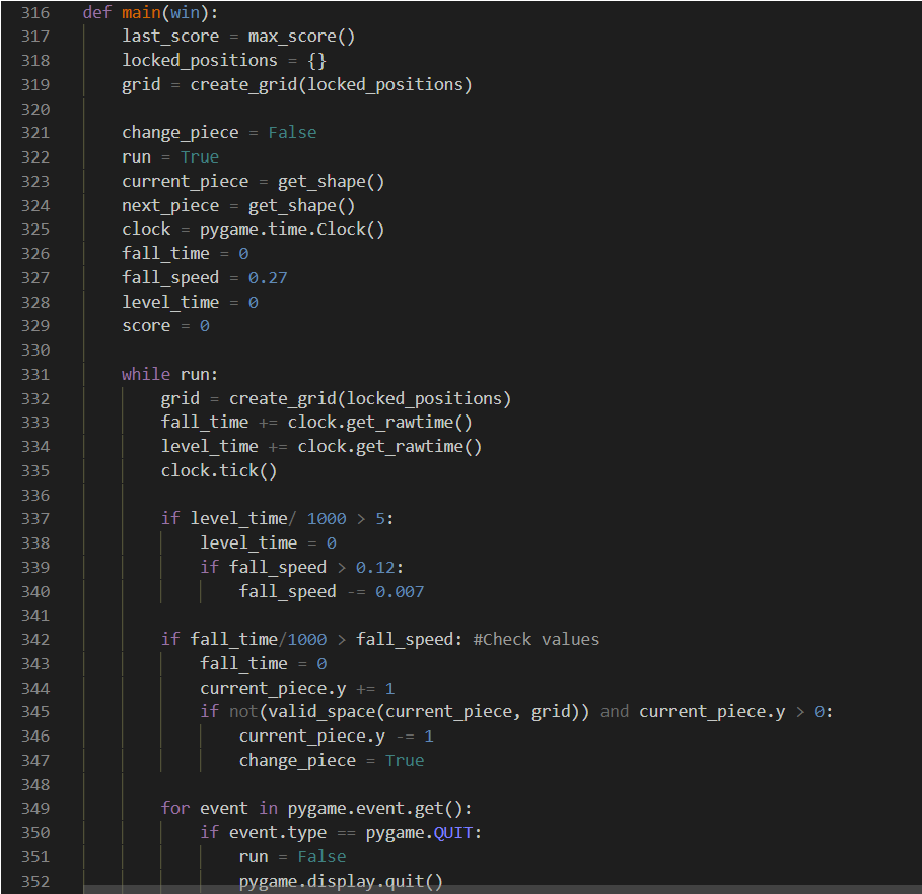 316 def main(win):
317     last_score = max_score()
318     locked_positions = {}
319     grid = create_grid(locked_positions)
320
321     change_piece = False
322     run = True
323     current_piece = get_shape()
324     next_piece = get_shape()
325     clock = pygame.time.Clock()
326     fall_time = 0
327     fall_speed = 0.27
328     level_time = 0
329     score = 0
330
331     while run:
332         grid = create_grid(locked_positions)
333         fall_time += clock.get_rawtime()
334         level_time += clock.get_rawtime()
335         clock.tick()
336
337         if level_time/ 1000 > 5:
338             level_time = 0
339             if fall_speed > 0.12:
340                 fall_speed -= 0.007
341
342         if fall_time/1000 > fall_speed: #Check values
343             fall_time = 0
344             current_piece.y += 1
345             if not(valid_space(current_piece, grid)) and current_piece.y > 0:
346                 current_piece.y -= 1
347                 change_piece = True
348
349         for event in pygame.event.get():
350             if event.type == pygame.QUIT:
351                 run = False
352                 pygame.display.quit()